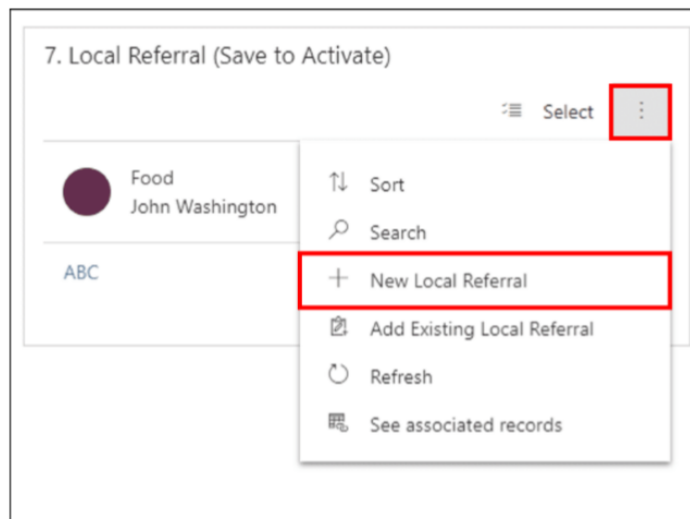 7. Local Referral (Save to Activate)
Select
Food
John Washington
ABC
Sort
Search
New Local Referral
Add Existing Local Referral
Refresh
See associated records